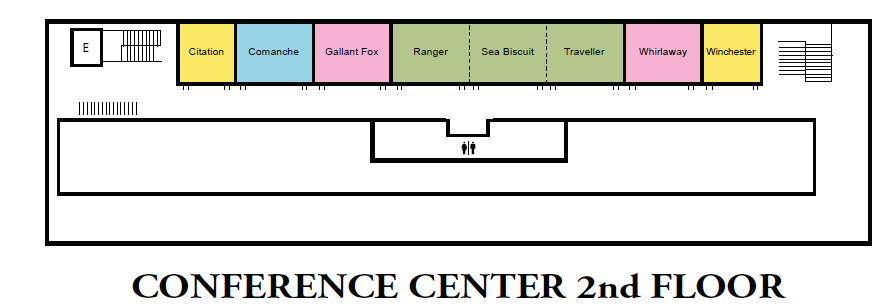 E
Citation Comanche Gallant Fox Ranger Sea Biscuit Traveller Whirlaway Winchester
CONFERENCE CENTER 2nd FLOOR